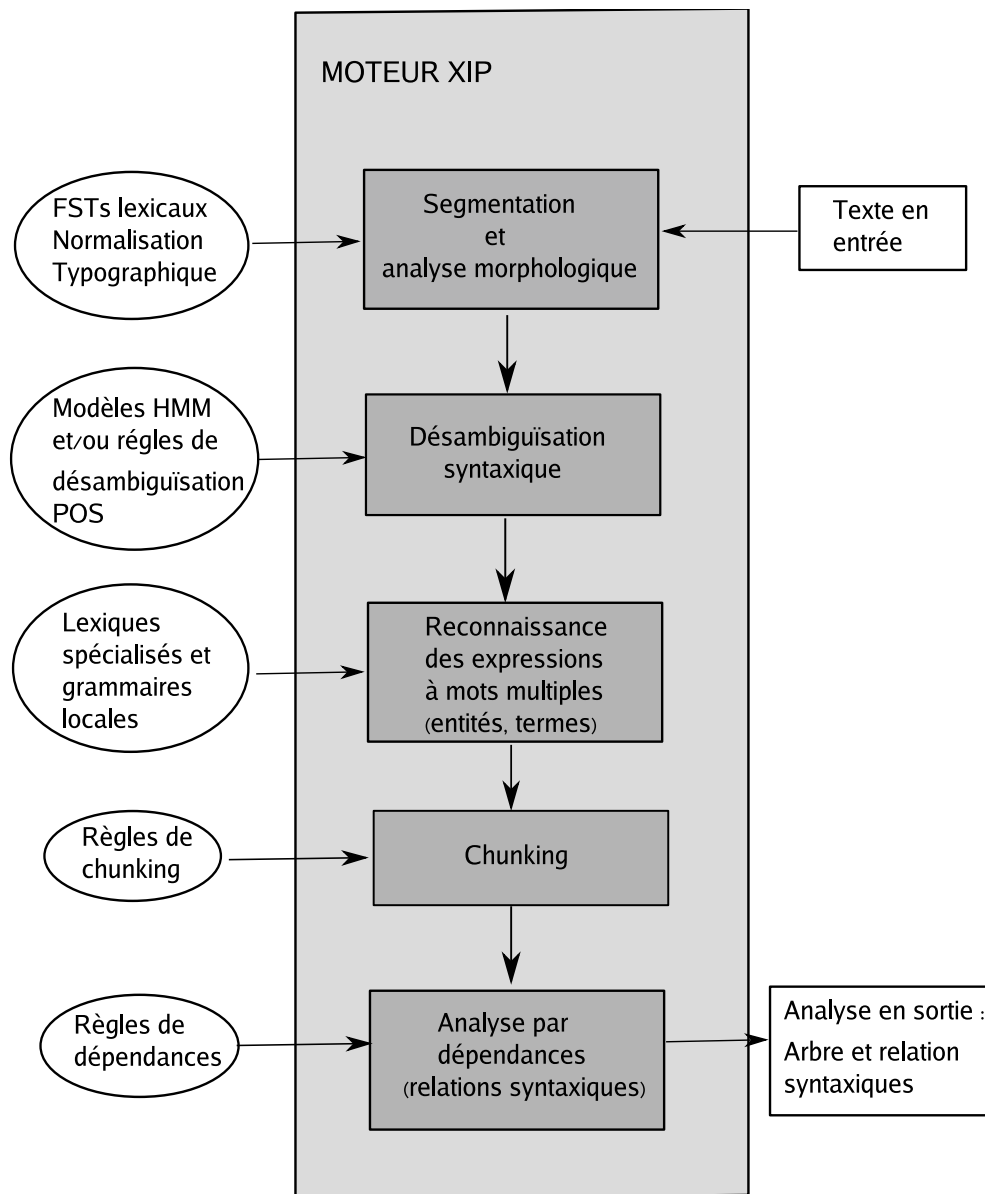 MOTEUR XIP
FSTs lexicaux
Normalisation
Typographique
Segmentation
et
analyse morphologique
Texte en
entrée
Modèles HMM
et/ou régles de
désambiguïsation
POS
Désambiguïsation
syntaxique
Lexiques
spécialisés et
grammaires
locales
Reconnaissance
des expressions
à mots multiples
(entités, termes)
Règles de
chunking
Chunking
Règles de
dépendances
Analyse par
dépendances
(relations syntaxiques)
Analyse en sortie :
Arbre et relation
syntaxiques